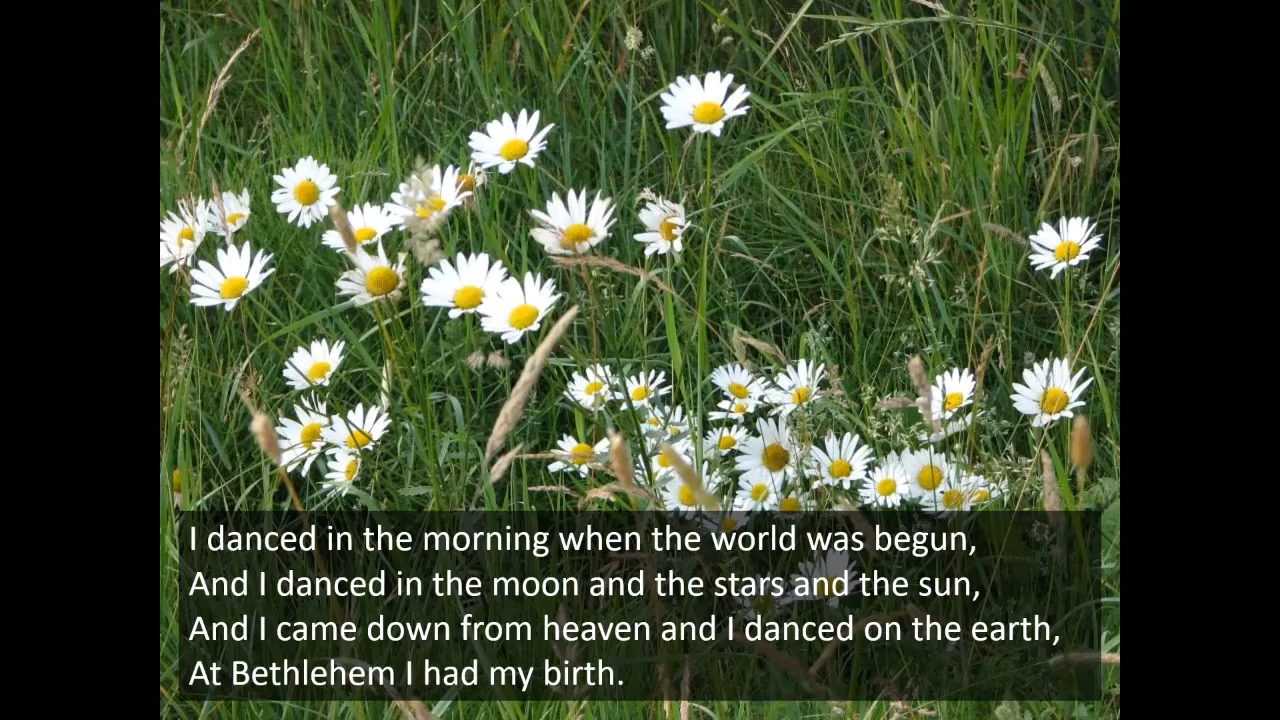 I danced in the morning when the world was begun,
And I danced in the moon and the stars and the sun,
And I came down from heaven and I danced on the earth,
At Bethlehem I had my birth.